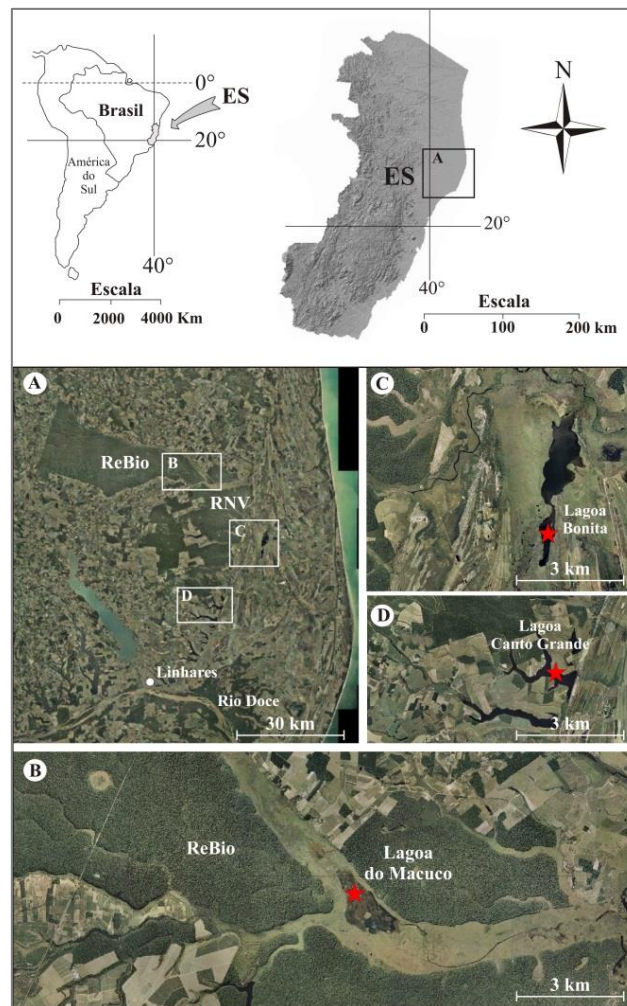 0°
Brasil
ES
20°
América
do
Sul
40°
Escala
0 2000 4000 Km
N
A
ES
20°
40°
Escala
0 100 200 km
A
ReBio
B
RNV
C
D
Linhares
Rio Doce
30 km
C
Lagoa
Bonita
3 km
D
Lagoa
Canto Grande
3 km
B
ReBio
Lagoa
do Macuco
3 km